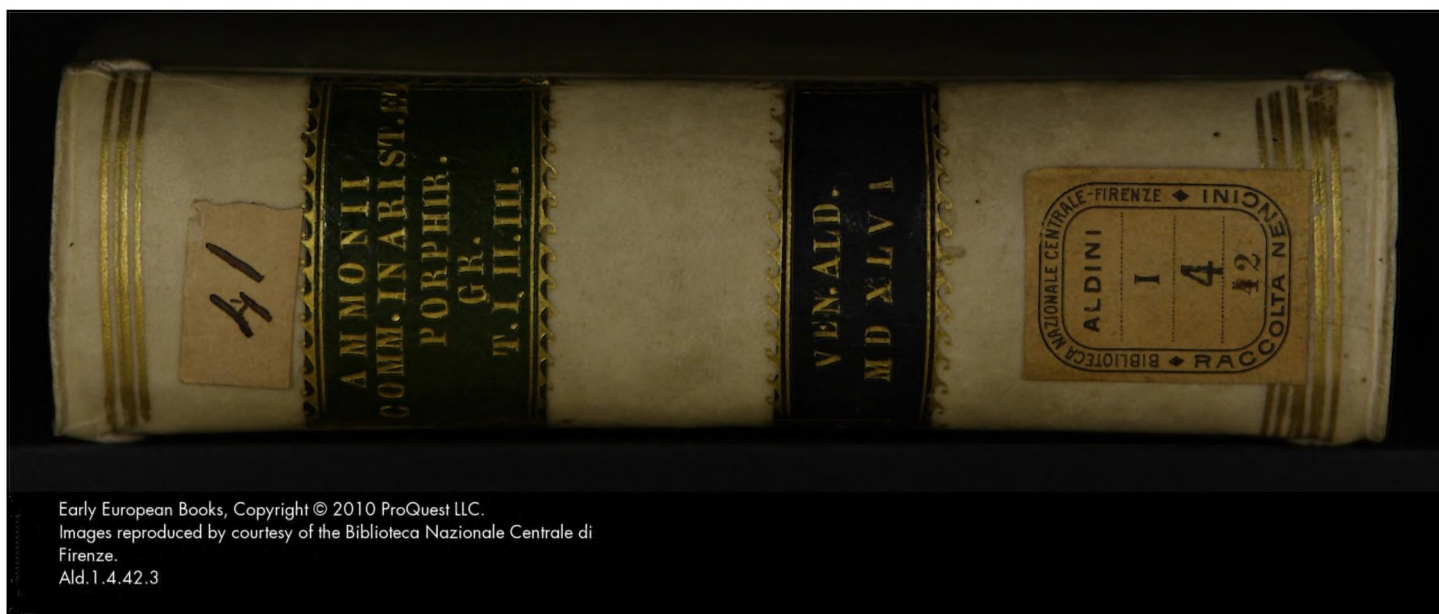 41
AMMONII
COMM.IN ARIST.E
PORPHR.
GR.
T.I.II.III.
VEN.ALD.
MDXLVI
BIBLIOTECA NAZIONALE CENTRALE-FIRENZE ◆ RACCOLTA NENCINI ◆
ALDINI
I
4
42
Early European Books, Copyright © 2010 ProQuest LLC.
Images reproduced by courtesy of the Biblioteca Nazionale Centrale di
Firenze.
Ald.1.4.42.3